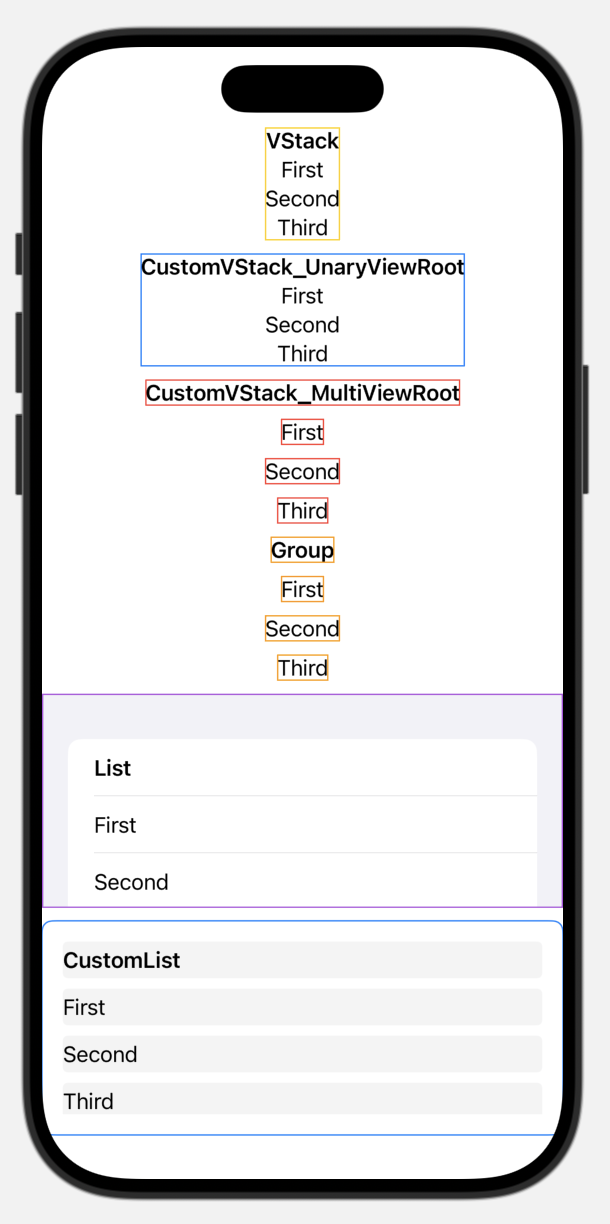 VStack
First
Second
Third
CustomVStack_UnaryViewRoot
First
Second
Third
CustomVStack_MultiViewRoot
First
Second
Third
Group
First
Second
Third
List
First
Second
CustomList
First
Second
Third